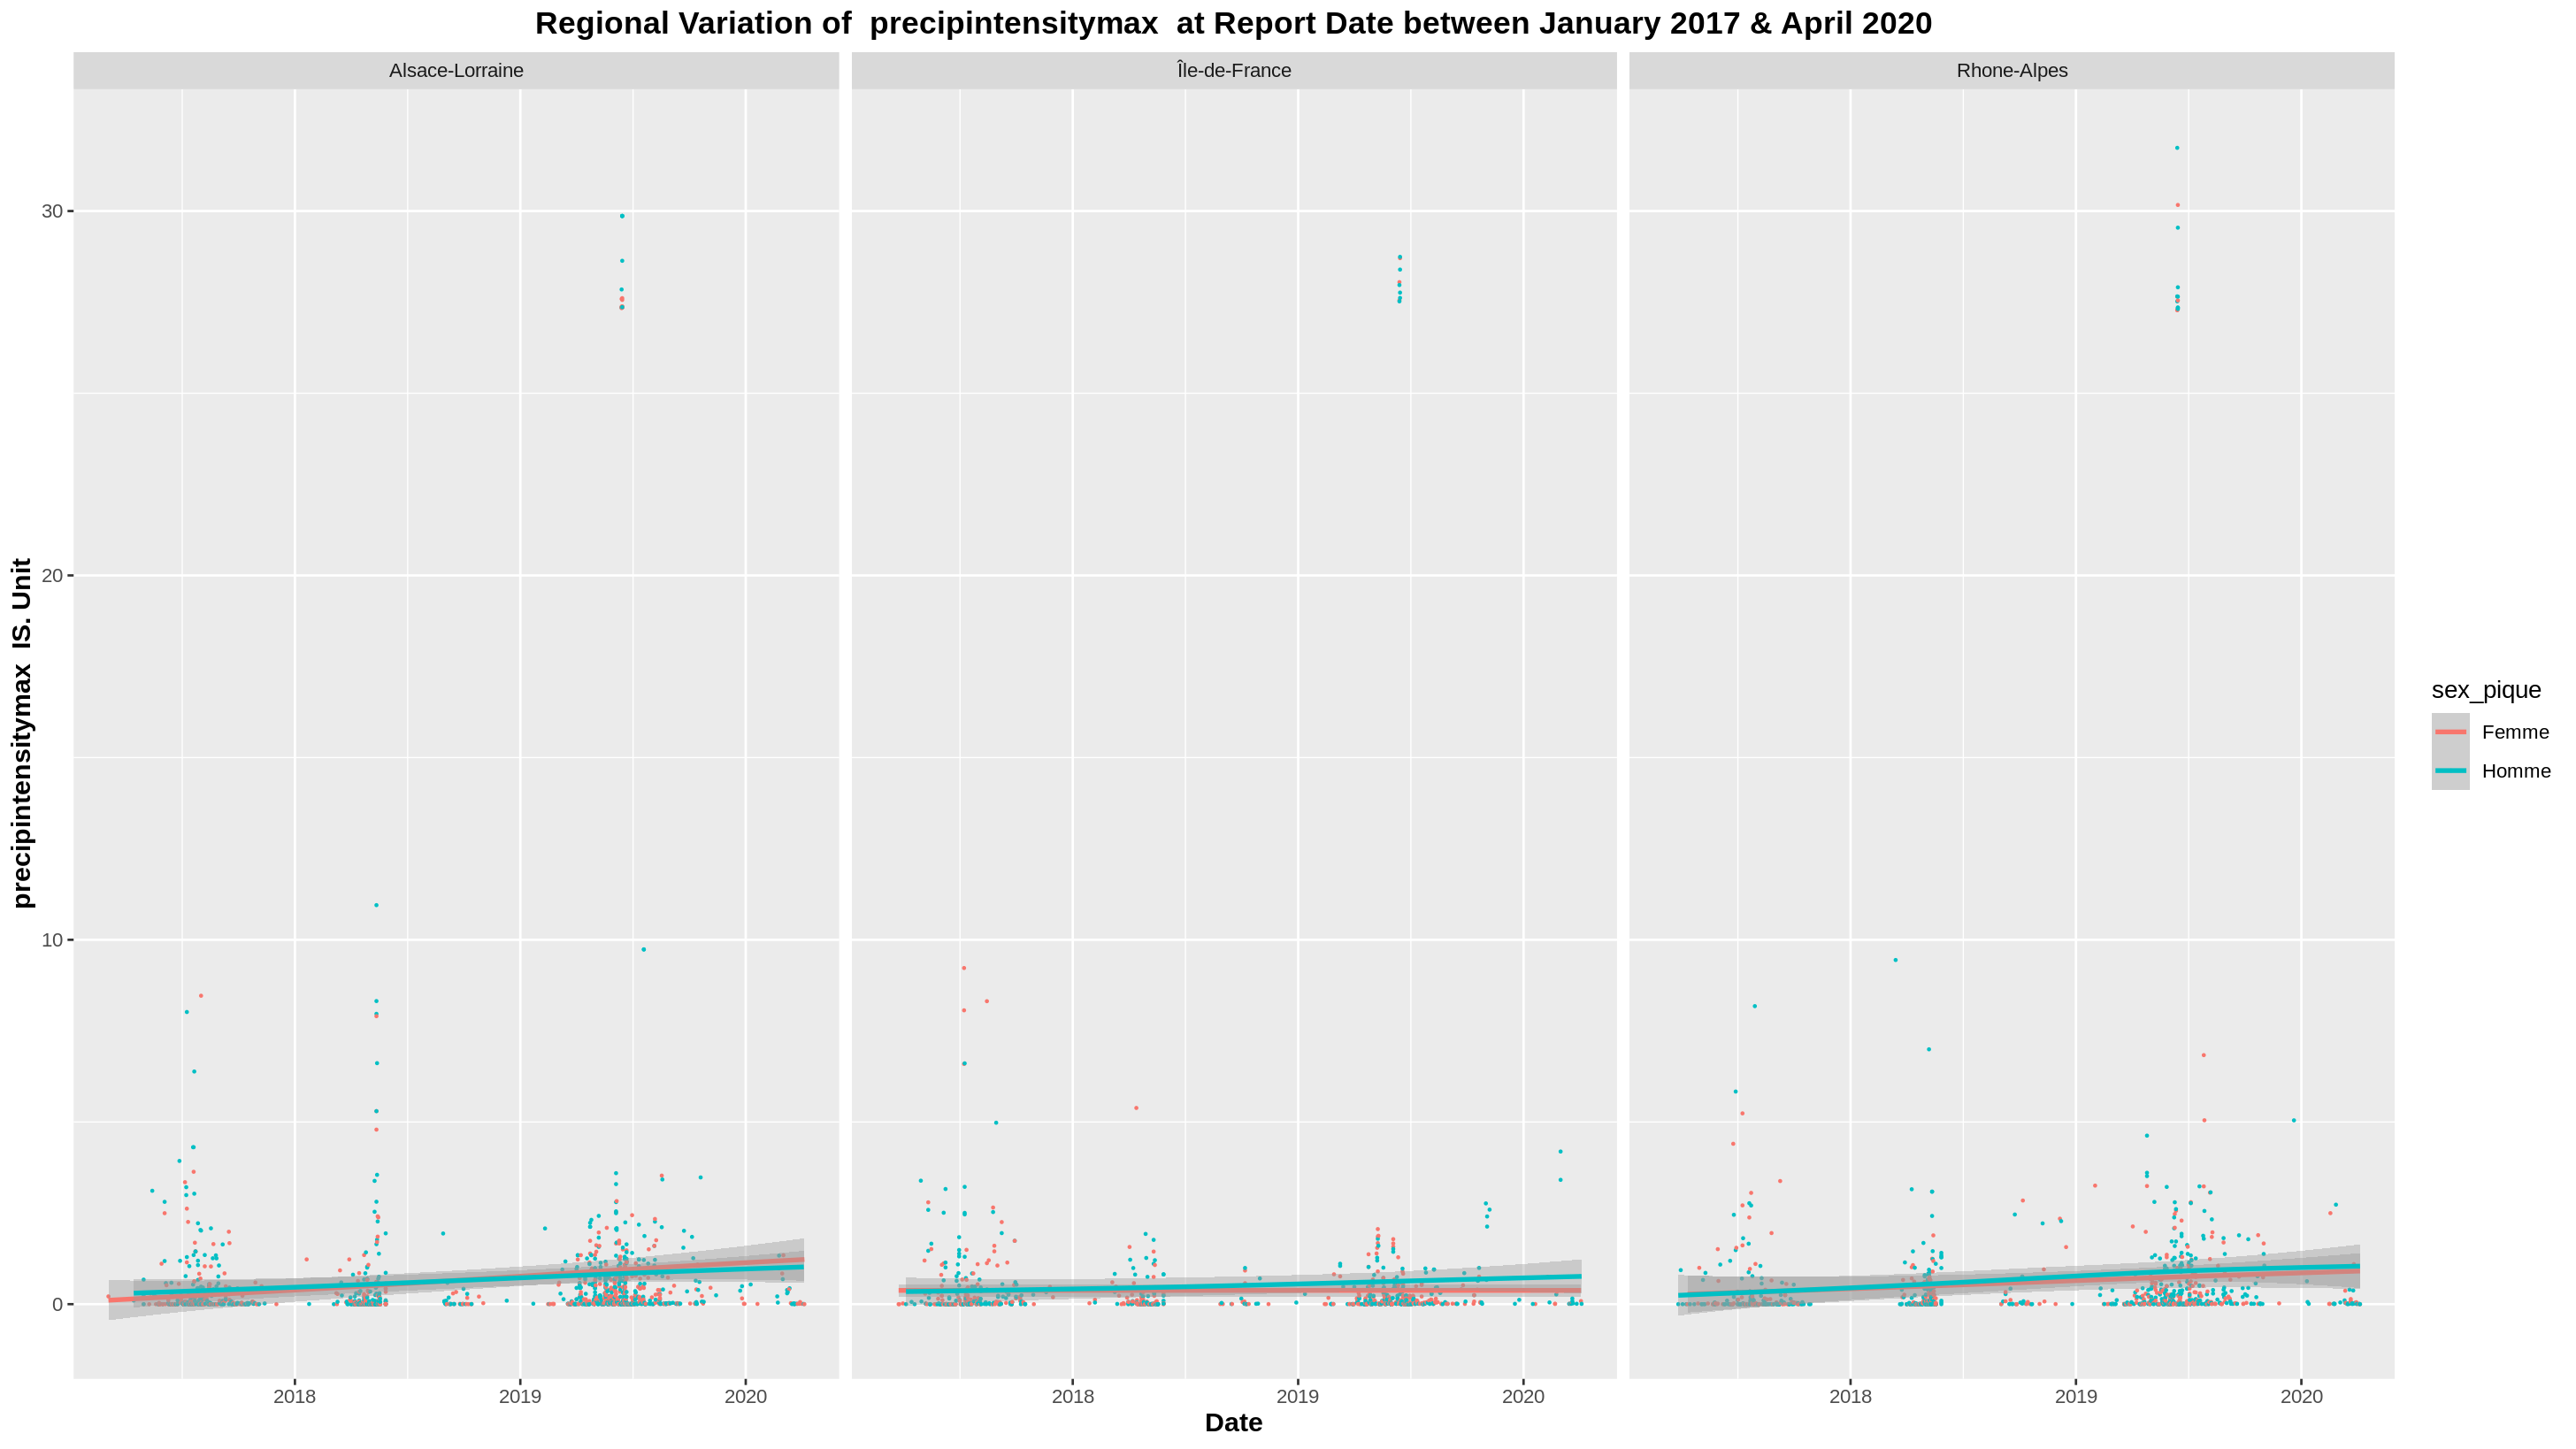 Regional Variation of  precipintensitymax  at Report Date between January 2017 & April 2020
Alsace-Lorraine
Île-de-France
Rhone-Alpes
30
20
10
0
precipintensitymax  IS. Unit
2018
2019
2020
2018
2019
2020
2018
2019
2020
Date
sex_pique
Femme
Homme